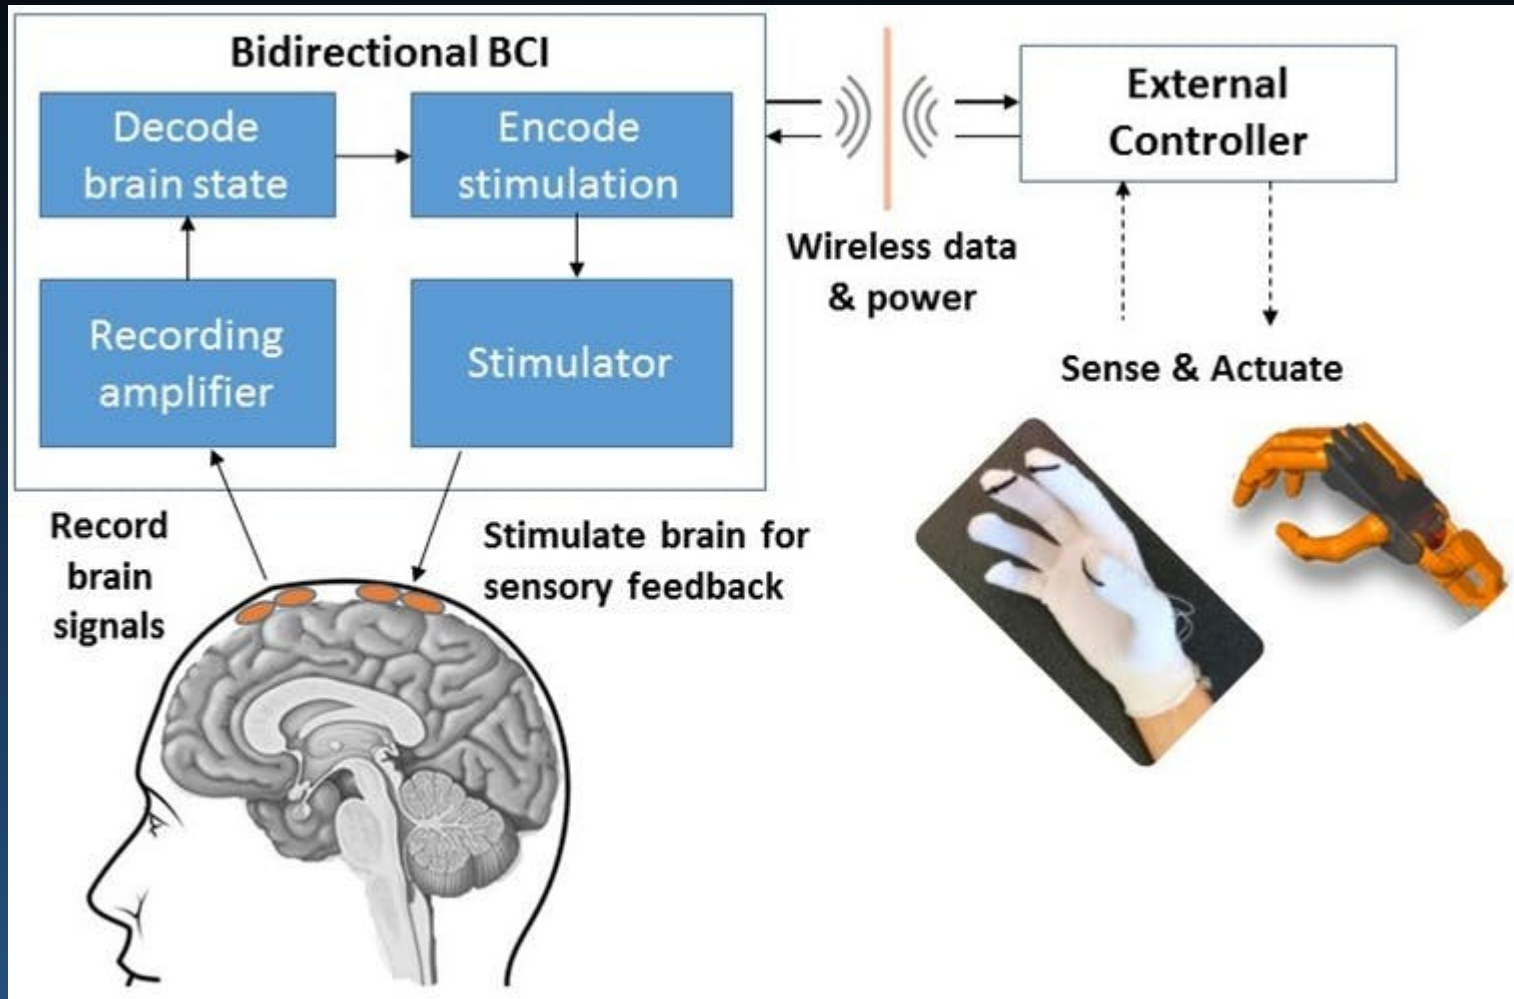 Bidirectional BCI
Decode
brain state
Encode
stimulation
Recording
amplifier
Stimulator
External
Controller
Wireless data
& power
Sense & Actuate
Record
brain
signals
Stimulate brain for
sensory feedback